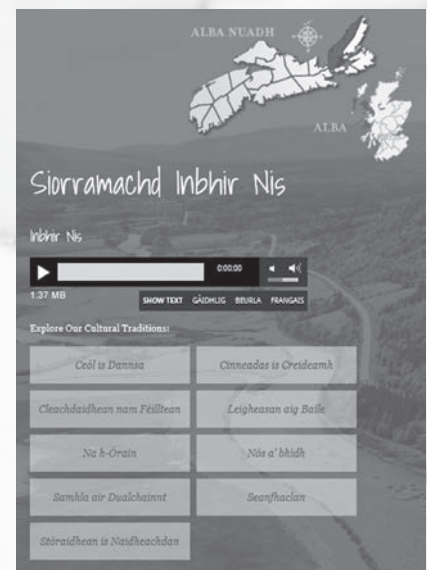 ALBA NUADH
ALBA
Siorramachd Inbhir Nis
Inbhir Nis
0:00:00
1.37 MB
SHOW TEXT GÀIDHLIG BEURLA FRANGAIS
Explore Our Cultural Traditions:
Ceòl is Dannsa
Cinneadas is Creideamh
Cleachdaidhean nam Fèilltean
Leigheasan aig Baile
Na h-Òrain
Nòs a' bhìdh
Samhla air Dualchainnt
Seanfhaclan
Stòraidhean is Naidheachdan